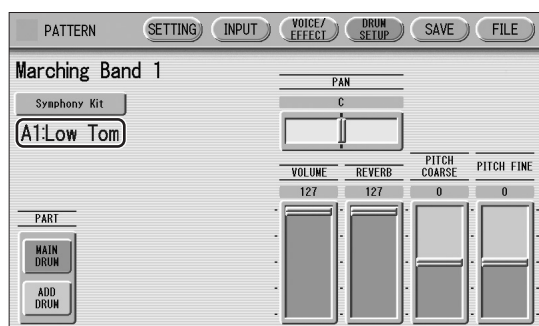 PATTERN
SETTING
INPUT
VOICE/
EFFECT
DRUM
SETUP
SAVE
FILE
Marching Band 1
Symphony Kit
A1:Low Tom
PAN
C
VOLUME
REVERB
PITCH
COARSE
PITCH FINE
127
127
0
0
PART
MAIN
DRUM
ADD
DRUM